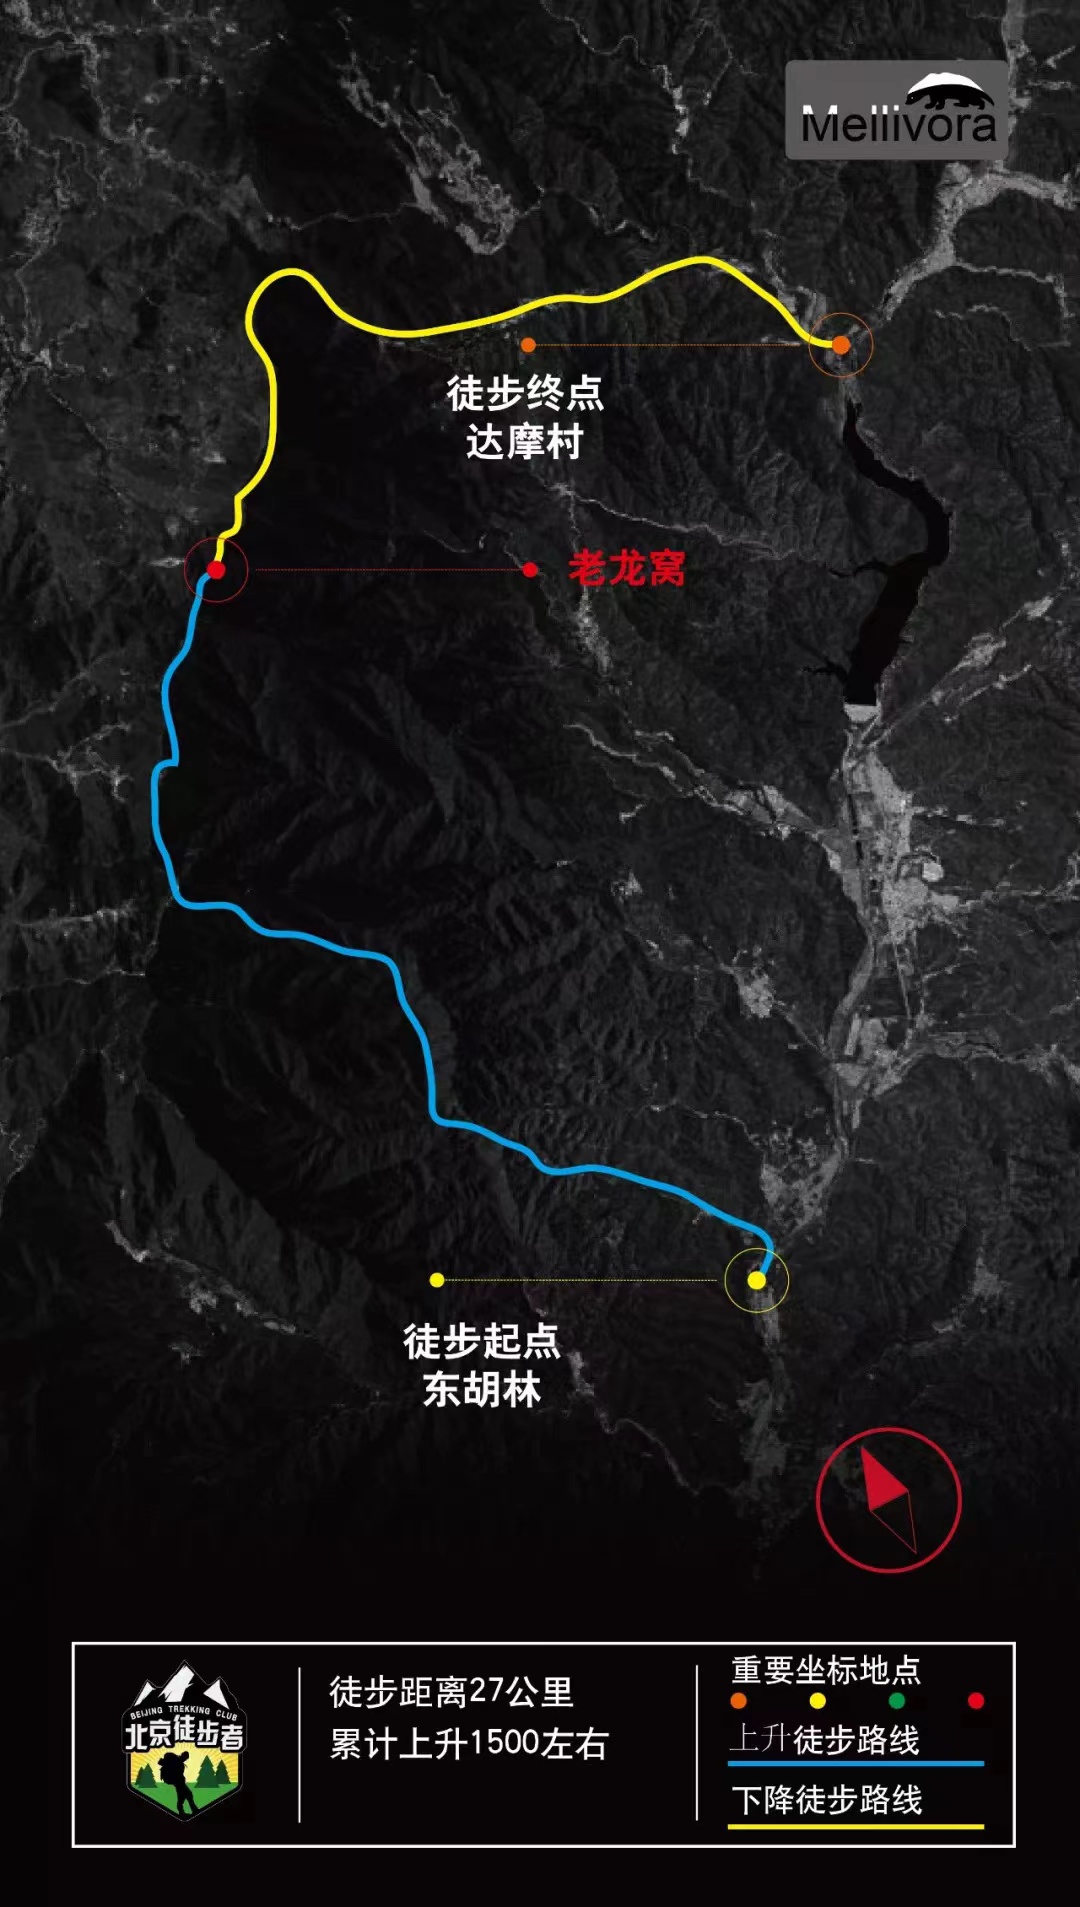 Mellivora
徒步终点
达摩村
老龙窝
徒步起点
东胡林
BEIJING TREKKING CLUB
北京徒步者
徒步距离27公里
累计上升1500左右
重要坐标地点
上升徒步路线
下降徒步路线